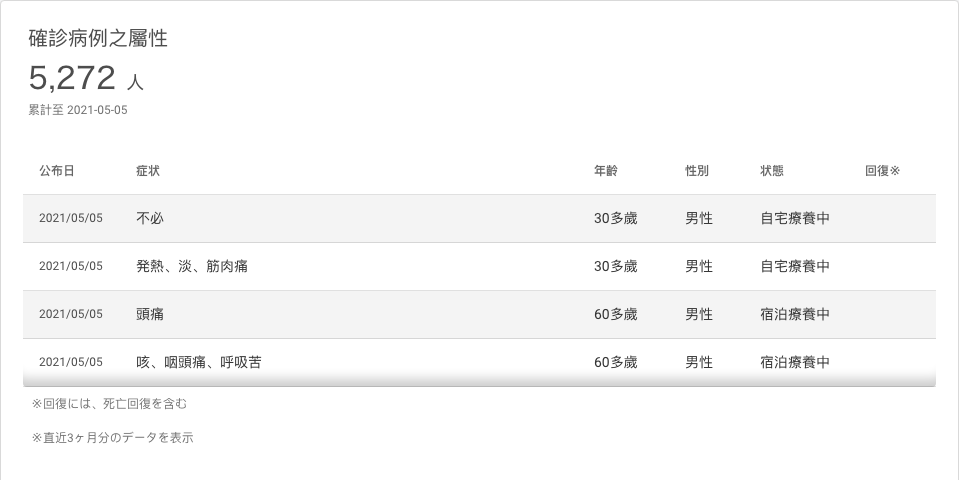 確診病例之屬性
5,272 人
累計至 2021-05-05
公布日 症状 年齡 性別 状態 回復※
2021/05/05 不必 30多歲 男性 自宅療養中
2021/05/05 発熱、淡、筋肉痛 30多歲 男性 自宅療養中
2021/05/05 頭痛 60多歲 男性 宿泊療養中
2021/05/05 咳、咽頭痛、呼吸苦 60多歲 男性 宿泊療養中
※回復には、死亡回復を含む
※直近3ヶ月分のデータを表示